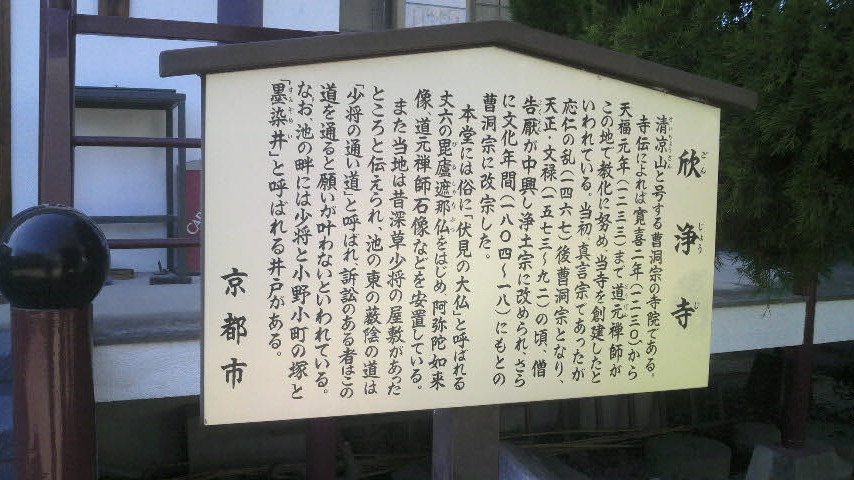 欣浄寺
ごんじょうじ
清凉山と号する曹洞宗の寺院である。
寺伝によれば寛喜二年(一二三〇)から
天福元年(一二三三)まで道元禅師が
この地で教化に努め、当寺を創建したと
いわれている。当初、真言宗であったが
応仁の乱(一四六七)後曹洞宗となり、
天正・文禄(一五七三〜九二)の頃、僧
告厭が中興し浄土宗に改められ、さら
に文化年間(一八〇四〜一八)にもとの
曹洞宗に改宗した。
本堂には俗に「伏見の大仏」と呼ばれる
丈六の毘盧遮那仏をはじめ、阿弥陀如来
像、道元禅師石像などを安置している。
また当地は昔深草少将の屋敷があった
ところと伝えられ、池の東の藪陰の道は
「少将の通い道」と呼ばれ、訴訟のある者はこの
道を通ると願いが叶わないといわれている。
なお、池の畔には少将と小野小町の塚と
「墨染井」と呼ばれる井戸がある。
すみぞめ い
京都市